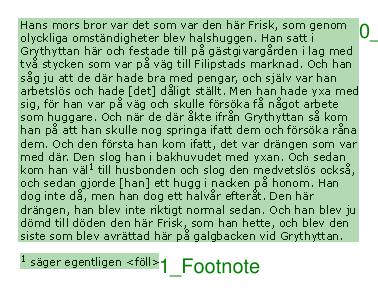 Hans mors bror var det som var den här Frisk, som genom
olyckliga omständigheter blev halshuggen. Han satt i
Grythyttan här och festade till på gästgivargården i lag med
två stycken som var på väg till Filipstads marknad. Och han
såg ju att de där hade bra med pengar, och själv var han
arbetslös och hade [det] dåligt ställt. Men han hade yxa med
sig, för han var på väg och skulle försöka få något arbete
som huggare. Och när de där åkte ifrån Grythyttan så kom
han på att han skulle nog springa ifatt dem och försöka råna
dem. Och den första han kom ifatt, det var drängen som var
med där. Den slog han i bakhuvudet med yxan. Och sedan
kom han väl¹ till husbonden och slog den medvetslös också,
och sedan gjorde [han] ett hugg i nacken på honom. Han
dog inte då, men han dog ett halvår efteråt. Den här
drängen, han blev inte riktigt normal sedan. Och han blev ju
dömd till döden den här Frisk, som han hette, och blev den
siste som blev avrättad här på galgbacken vid Grythyttan.
0_
¹ säger egentligen <föll>
1_Footnote